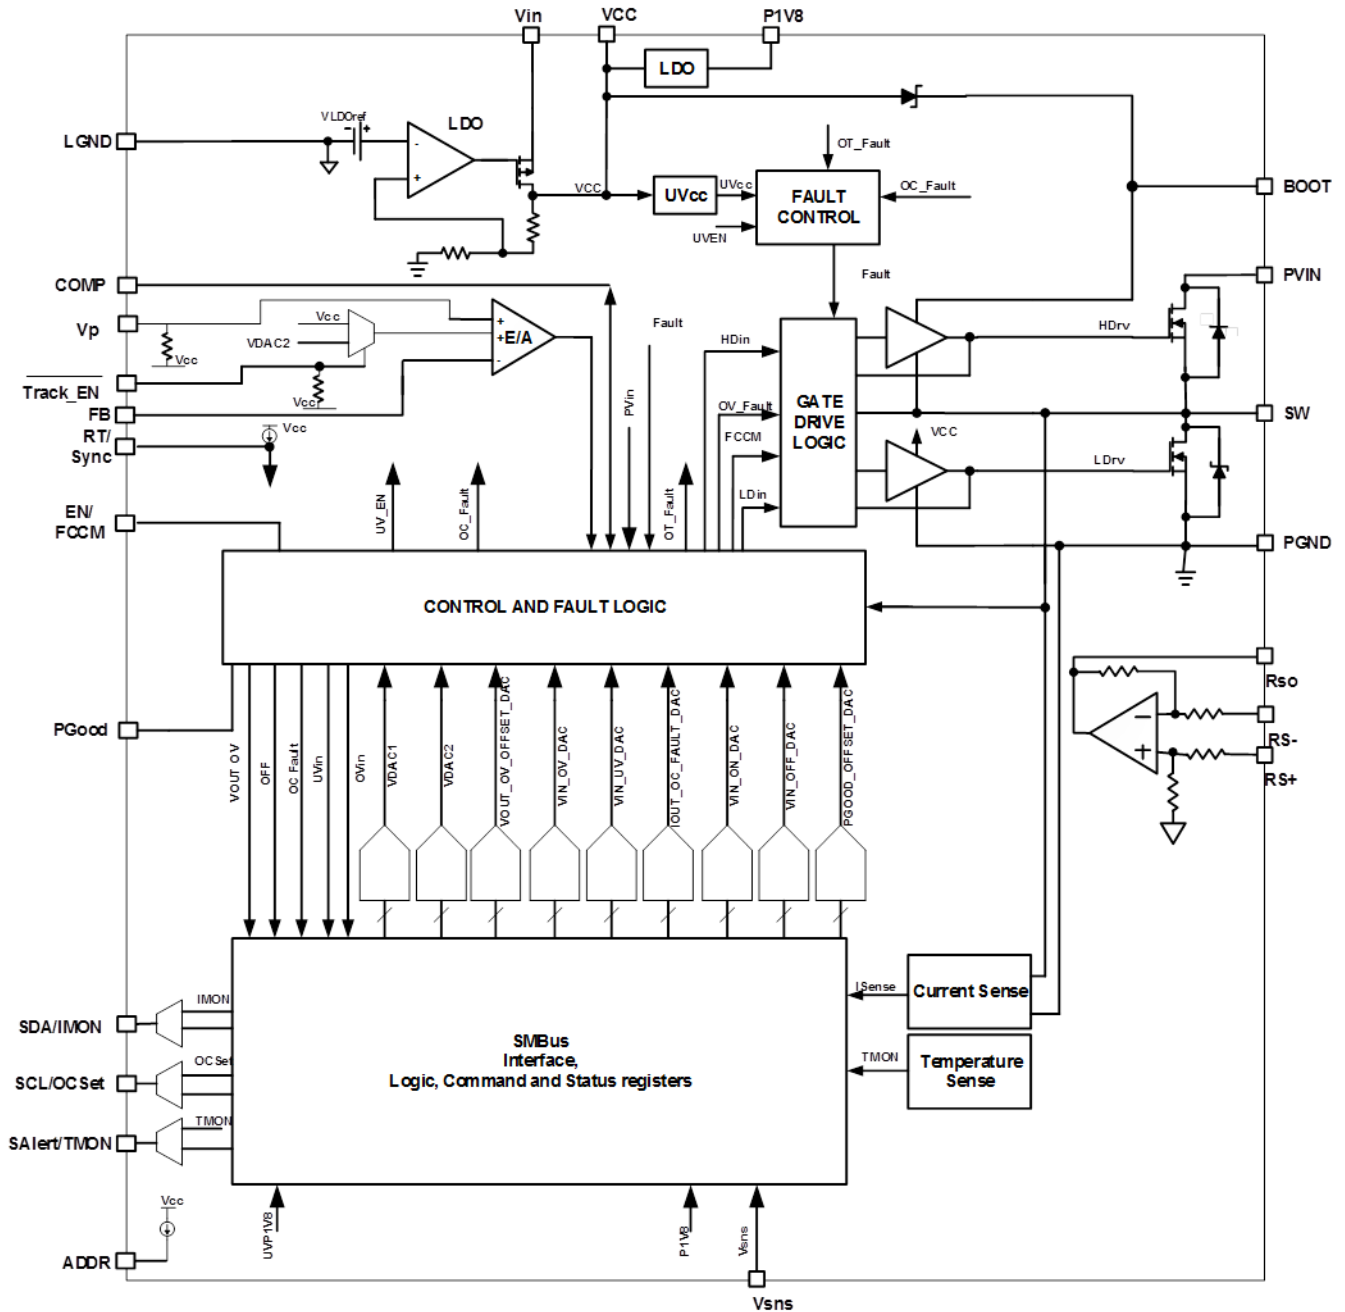 Vin
VCC
P1V8
LDO
VLDOref
- +
LDO
LGND
-
+
OT_Fault
VCC
UVcc
UVcc
FAULT
CONTROL
OC_Fault
BOOT
UVEN
COMP
Fault
PVIN
Vp
Vcc
VDAC2
Vcc
+
+E/A
-
Fault
HDin
HDrv
Track_EN
Vcc
PVin
OV_Fault
GATE
DRIVE
LOGIC
SW
FB
RT/
Sync
Vcc
FCCM
VCC
LDrv
EN/
FCCM
UV_EN
OC_Fault
OT_Fault
LDin
PGND
CONTROL AND FAULT LOGIC
Rso
RS-
RS+
−
+
PGood
VOUT OV
OFF
OC Fault
UVin
OVin
VDAC1
VDAC2
VOUT_OV_OFFSET_DAC
VIN_OV_DAC
VIN_UV_DAC
IOUT_OC_FAULT_DAC
VIN_ON_DAC
VIN_OFF_DAC
PGOOD_OFFSET_DAC
SDA/IMON
IMON
SMBus
Interface,
Logic, Command and Status registers
ISense
Current Sense
SCL/OCSet
OCSet
TMON
Temperature
Sense
SAlert/TMON
TMON
Vcc
ADDR
UVP1V8
P1V8
Vsns
Vsns